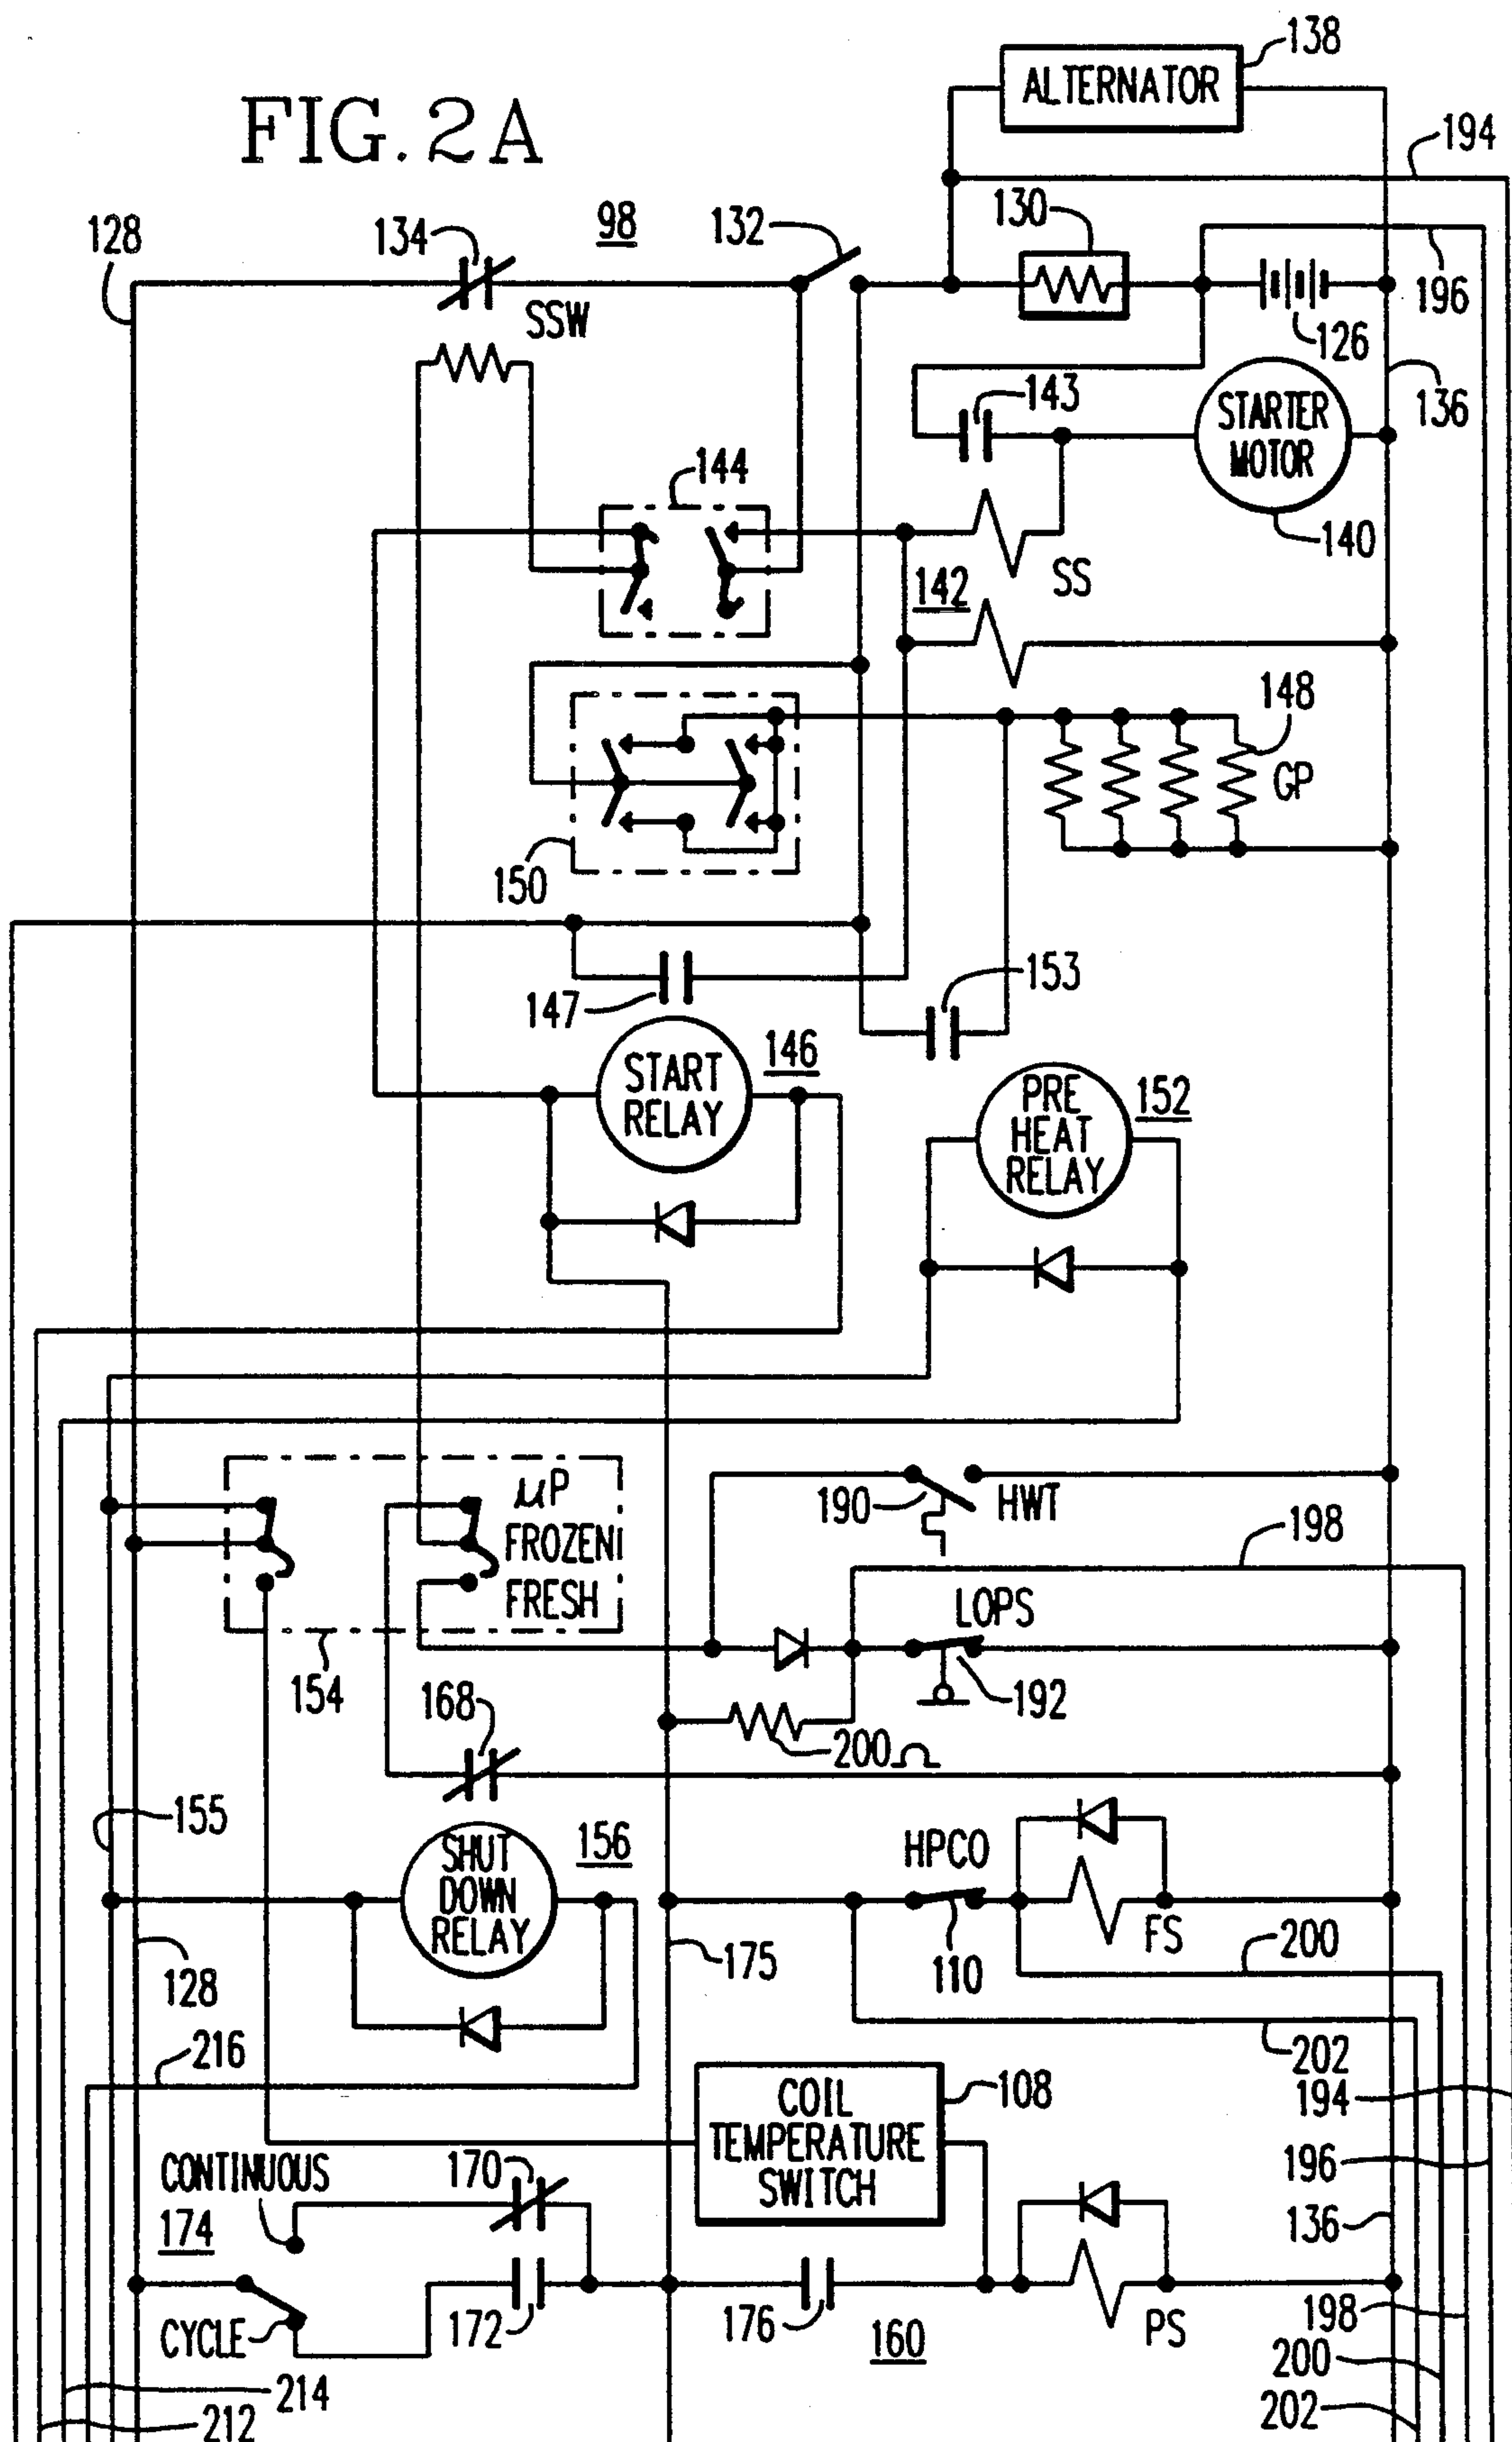 FIG. 2A
138
ALTERNATOR
194
128
134
98
132
130
196
SSW
126
143
136
STARTER
MOTOR
144
140
142
SS
148
GP
150
153
147
START
RELAY
146
PRE
HEAT
RELAY
152
μP
FROZEN
FRESH
190
HWT
198
LOPS
154
192
168
200Ω
155
SHUT
DOWN
RELAY
156
HPCO
FS
175
110
200
128
216
202
COIL
TEMPERATURE
SWITCH
108
194
CONTINUOUS
170
196
174
136
CYCLE
172
176
160
PS
198
214
200
212
202